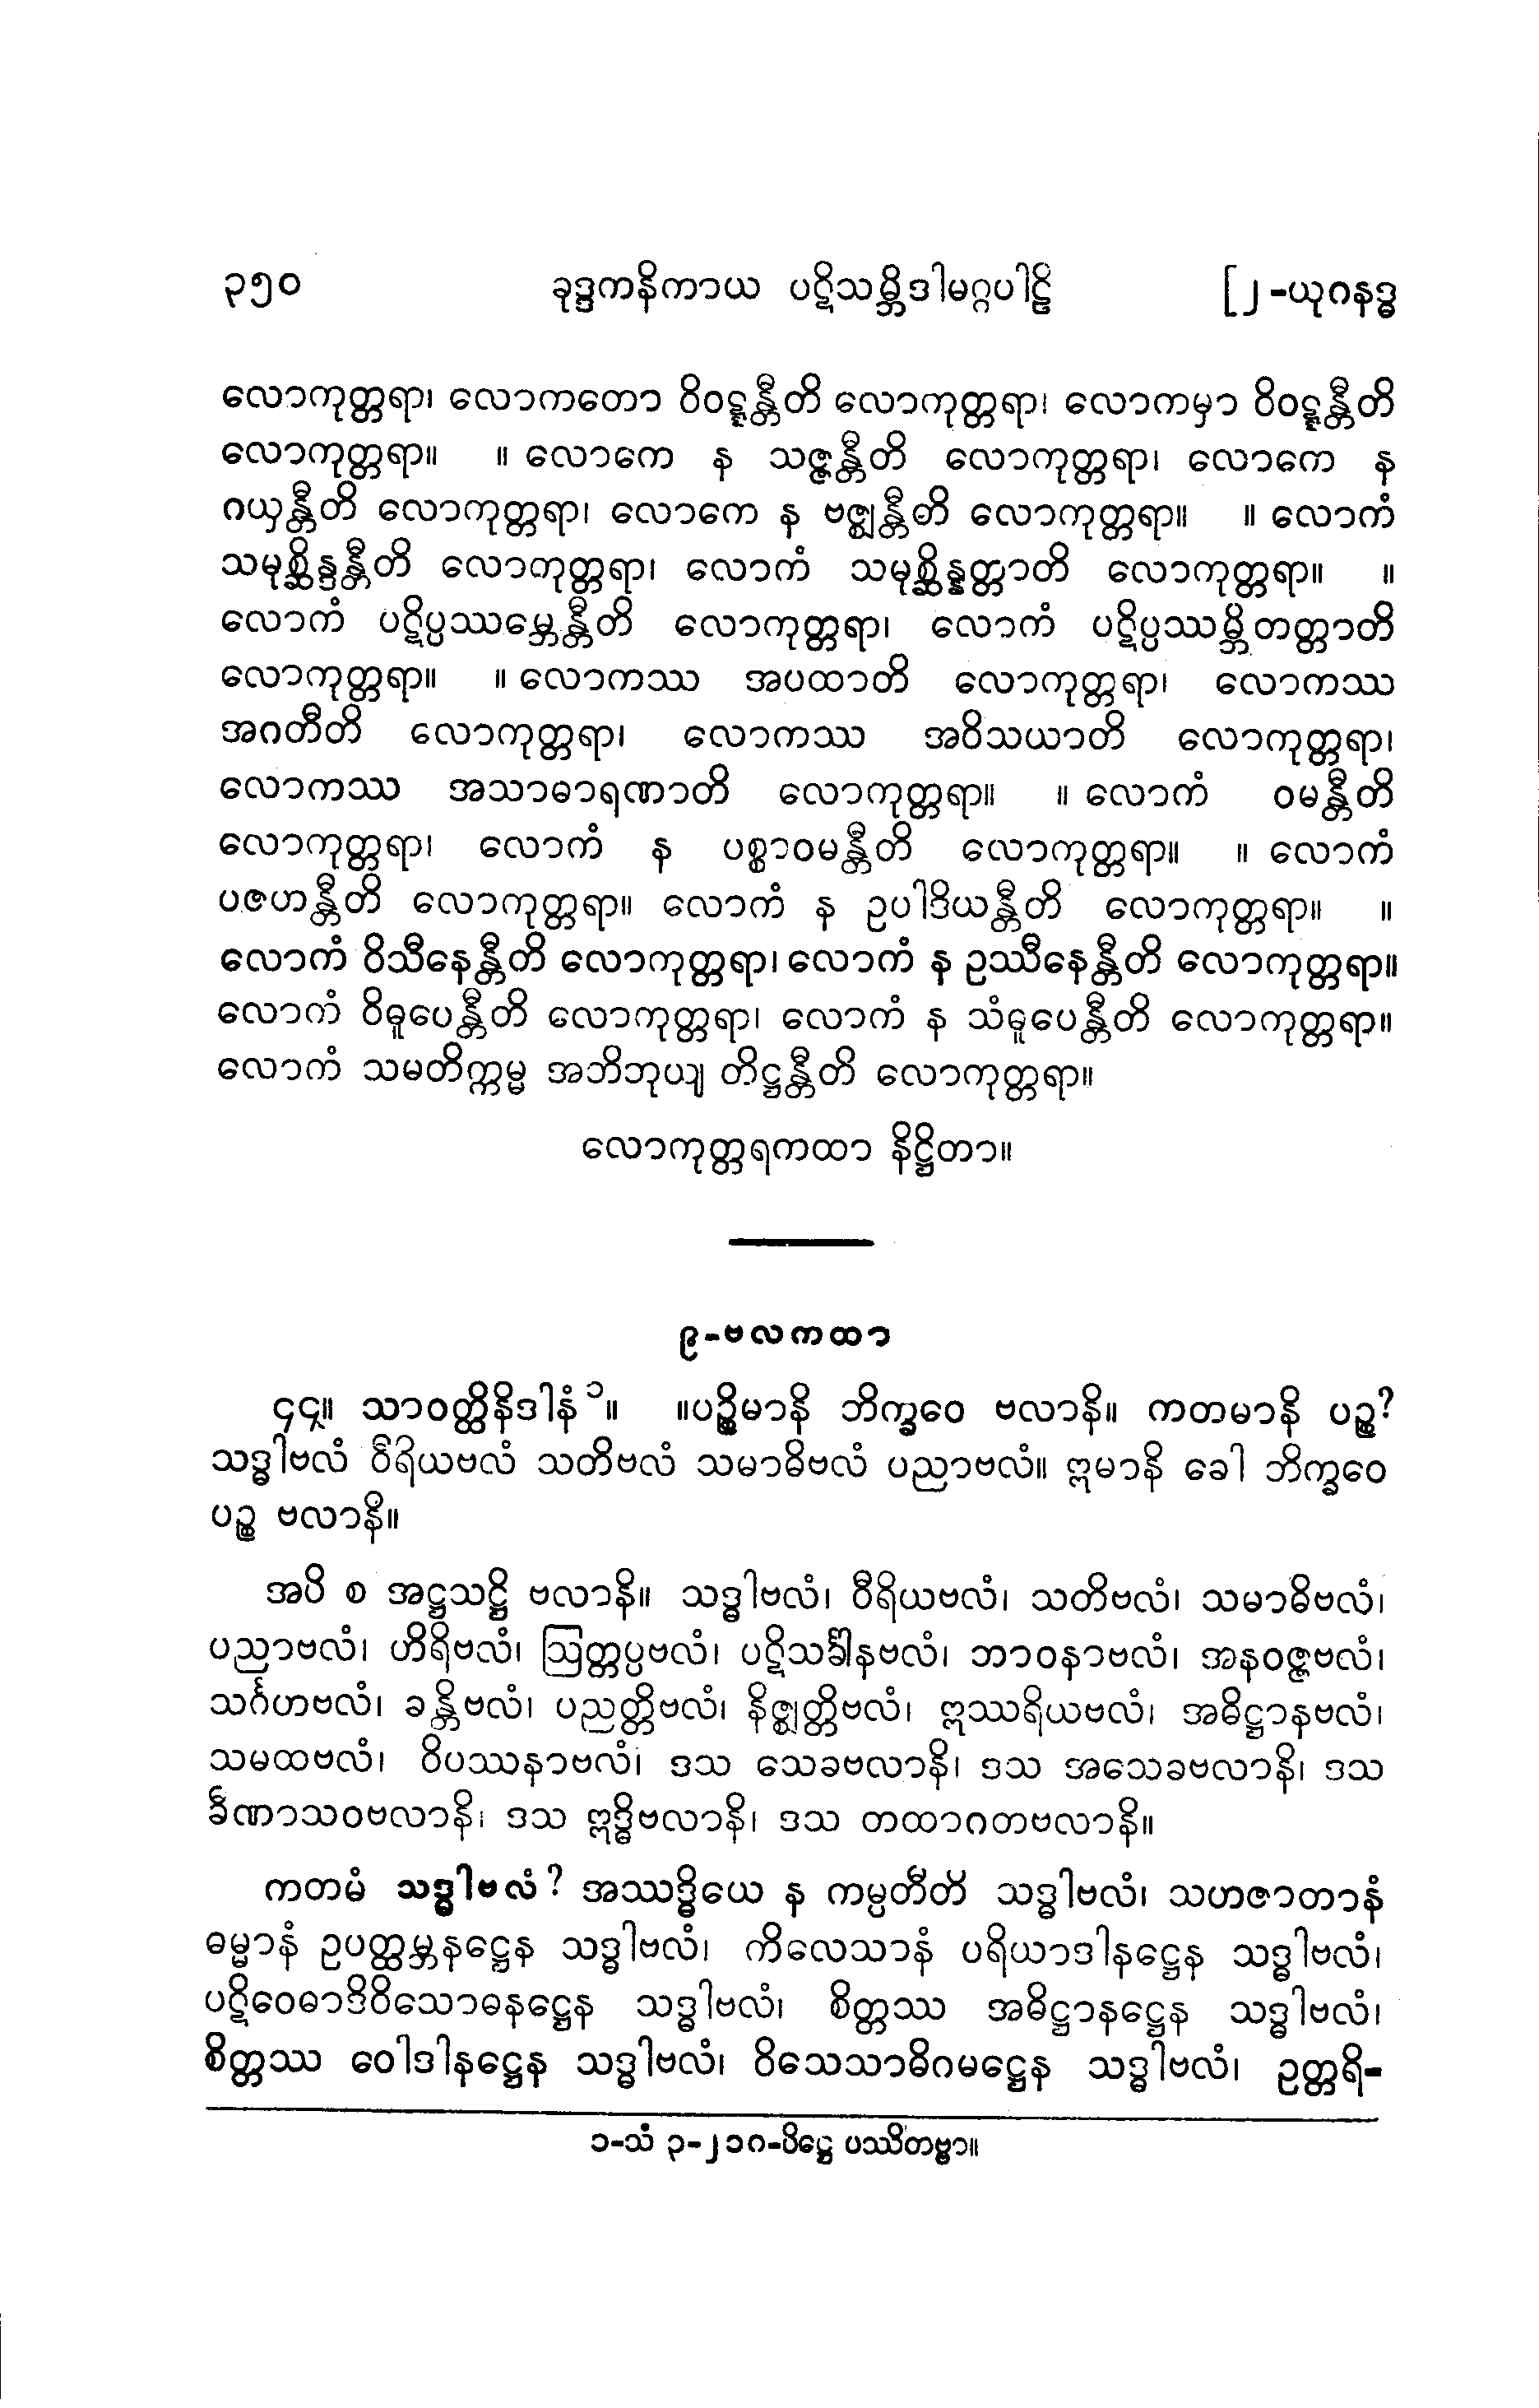 ၃၅၀ ခုဒ္ဒကနိကာယ ပဋိသမ္ဘိဒါမဂ္ဂပါဠိ [၂-ယုဂနဒ္ဓ
လောကုတ္တရာ၊ လောကတော ဝိဝဋ္ဋန္တီတိ လောကုတ္တရာ၊ လောကမှာ ဝိဝဋ္ဋန္တီတိ
လောကုတ္တရာ။ ။ လောကေ န သဇ္ဇန္တီတိ လောကုတ္တရာ၊ လောကေ န
ဂယှန္တီတိ လောကုတ္တရာ၊ လောကေ န ဗဇ္ဈန္တီတိ လောကုတ္တရာ။ ။ လောကံ
သမုစ္ဆိန္ဒန္တီတိ လောကုတ္တရာ၊ လောကံ သမုစ္ဆိန္နတ္တာတိ လောကုတ္တရာ။ ။
လောကံ ပဋိပ္ပဿမ္ဘေန္တီတိ လောကုတ္တရာ၊ လောကံ ပဋိပ္ပဿမ္ဘိတတ္တာတိ
လောကုတ္တရာ။ ။ လောကဿ အပထာတိ လောကုတ္တရာ၊ လောကဿ
အဂတီတိ လောကုတ္တရာ၊ လောကဿ အဝိသယာတိ လောကုတ္တရာ၊
လောကဿ အသာဓာရဏာတိ လောကုတ္တရာ။ ။ လောကံ ဝမန္တီတိ
လောကုတ္တရာ၊ လောကံ န ပစ္စာဝမန္တီတိ လောကုတ္တရာ။ ။ လောကံ
ပဇဟန္တီတိ လောကုတ္တရာ။ လောကံ န ဥပါဒိယန္တီတိ လောကုတ္တရာ။ ။
လောကံ ဝိသီနေန္တီတိ လောကုတ္တရာ၊ လောကံ န ဥဿီနေန္တီတိ လောကုတ္တရာ။
လောကံ ဝိဓူပေန္တီတိ လောကုတ္တရာ၊ လောကံ န သံဓူပေန္တီတိ လောကုတ္တရာ။
လောကံ သမတိက္ကမ္မ အဘိဘုယျ တိဋ္ဌန္တီတိ လောကုတ္တရာ။
လောကုတ္တရကထာ နိဋ္ဌိတာ။
၉-ဗလကထာ
၄၄။ သာဝတ္ထိနိဒါနံ ၁။ ။ပဉ္စိမာနိ ဘိက္ခဝေ ဗလာနိ။ ကတမာနိ ပဉ္စ?
သဒ္ဓါဗလံ ဝီရိယဗလံ သတိဗလံ သမာဓိဗလံ ပညာဗလံ။ ဣမာနိ ခေါ ဘိက္ခဝေ
ပဉ္စ ဗလာနိ။
အပိ စ အဋ္ဌသဋ္ဌိ ဗလာနိ။ သဒ္ဓါဗလံ၊ ဝီရိယဗလံ၊ သတိဗလံ၊ သမာဓိဗလံ၊
ပညာဗလံ၊ ဟိရိဗလံ၊ ဩတ္တပ္ပဗလံ၊ ပဋိသင်္ခါနဗလံ၊ ဘာဝနာဗလံ၊ အနဝဇ္ဇဗလံ၊
သင်္ဂဟဗလံ၊ ခန္တိဗလံ၊ ပညတ္တိဗလံ၊ နိဇ္ဈတ္တိဗလံ၊ ဣဿရိယဗလံ၊ အဓိဋ္ဌာနဗလံ၊
သမထဗလံ၊ ဝိပဿနာဗလံ၊ ဒသ သေခဗလာနိ၊ ဒသ အသေခဗလာနိ၊ ဒသ
ခီဏာသဝဗလာနိ၊ ဒသ ဣဒ္ဓိဗလာနိ၊ ဒသ တထာဂတဗလာနိ။
ကတမံ သဒ္ဓါဗလံ? အဿဒ္ဓိယေ န ကမ္ပတီတိ သဒ္ဓါဗလံ၊ သဟဇာတာနံ
ဓမ္မာနံ ဥပတ္ထမ္ဘနဋ္ဌေန သဒ္ဓါဗလံ၊ ကိလေသာနံ ပရိယာဒါနဋ္ဌေန သဒ္ဓါဗလံ၊
ပဋိဝေဓာဒိဝိသောဓနဋ္ဌေန သဒ္ဓါဗလံ၊ စိတ္တဿ အဓိဋ္ဌာနဋ္ဌေန သဒ္ဓါဗလံ၊
စိတ္တဿ ဝေါဒါနဋ္ဌေန သဒ္ဓါဗလံ၊ ဝိသေသာဓိဂမဋ္ဌေန သဒ္ဓါဗလံ၊ ဥတ္တရိ-
၁-သံ ၃-၂၁၈-ပိဋ္ဌေ ပဿိတဗ္ဗာ။